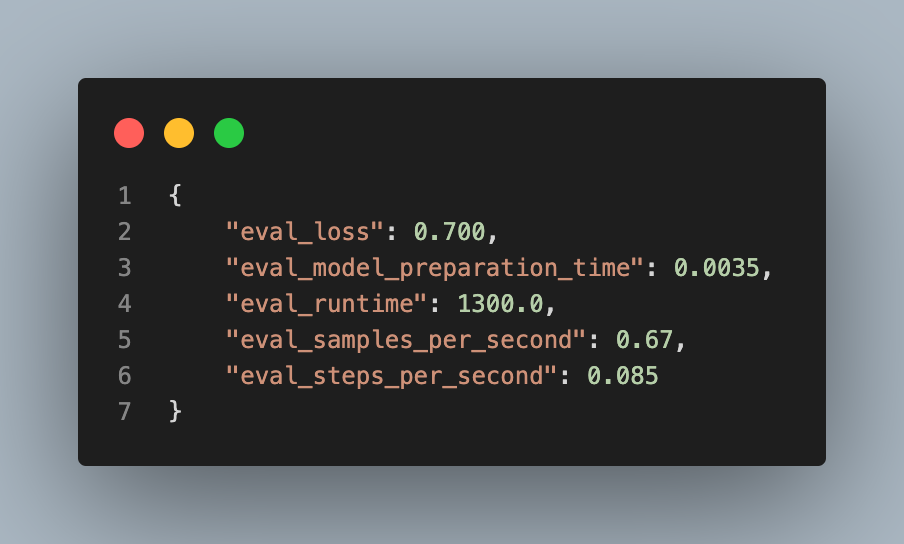 1 {
2     "eval_loss": 0.700,
3     "eval_model_preparation_time": 0.0035,
4     "eval_runtime": 1300.0,
5     "eval_samples_per_second": 0.67,
6     "eval_steps_per_second": 0.085
7 }